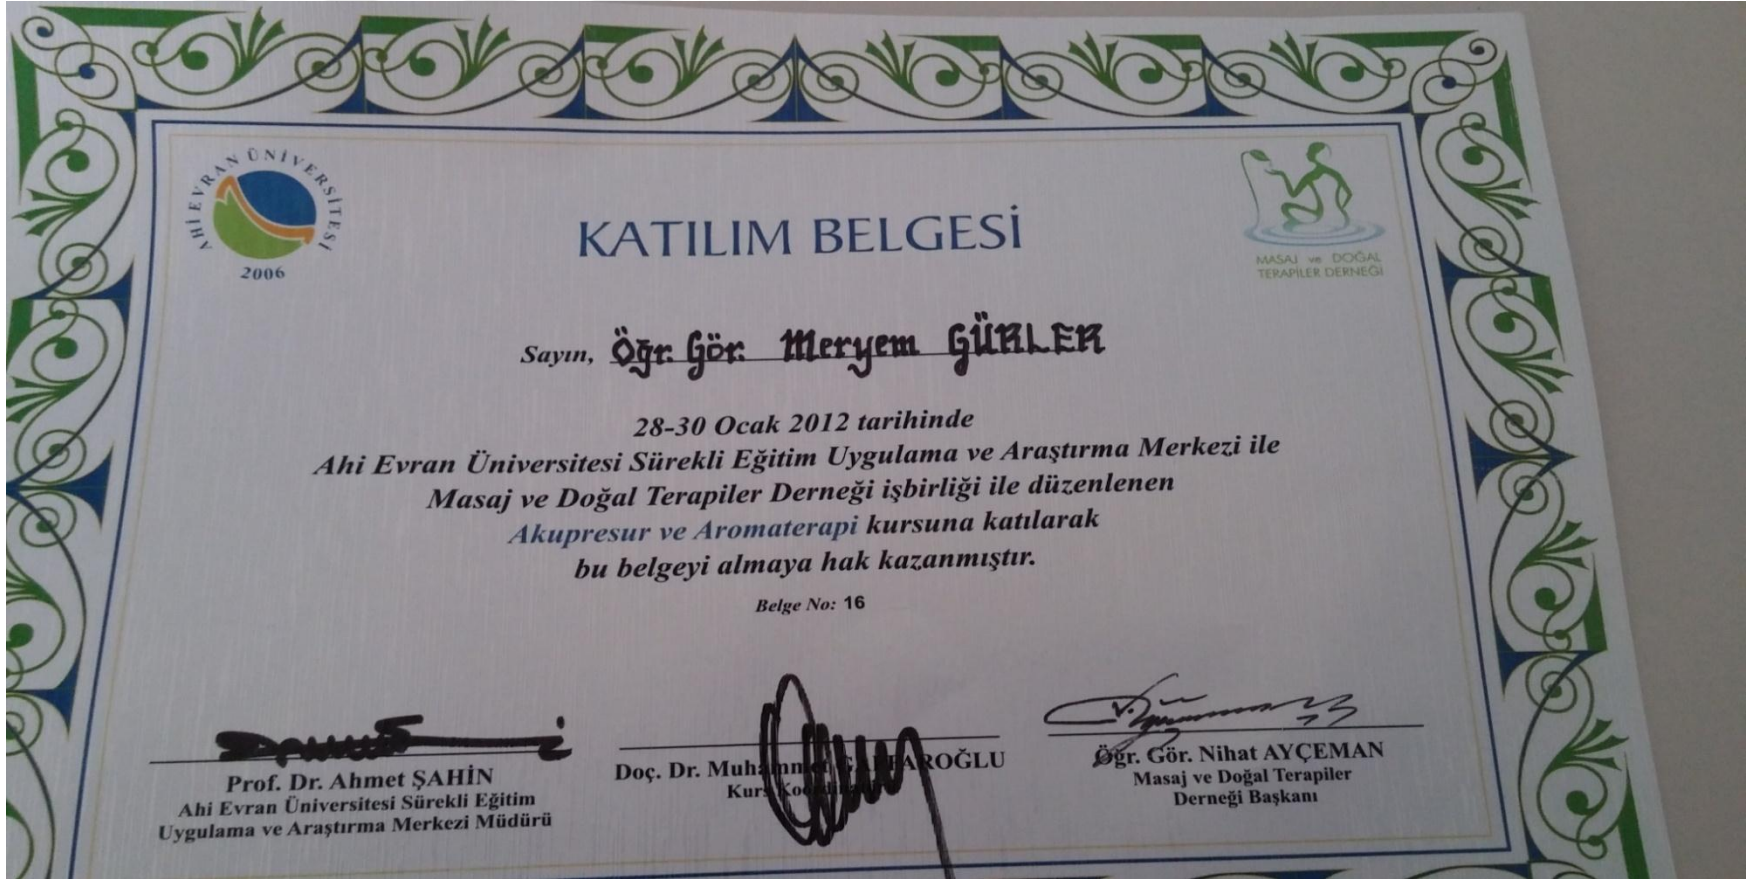 AHİ EVRAN ÜNİVERSİTESİ
2006
KATILIM BELGESİ
MASAJ ve DOĞAL
TERAPİLER DERNEĞİ
Sayın, Öğr. Gör. Meryem GÜRLER
28-30 Ocak 2012 tarihinde
Ahi Evran Üniversitesi Sürekli Eğitim Uygulama ve Araştırma Merkezi ile
Masaj ve Doğal Terapiler Derneği işbirliği ile düzenlenen
Akupresur ve Aromaterapi kursuna katılarak
bu belgeyi almaya hak kazanmıştır.
Belge No: 16
Prof. Dr. Ahmet ŞAHİN
Ahi Evran Üniversitesi Sürekli Eğitim
Uygulama ve Araştırma Merkezi Müdürü
Doç. Dr.
Kurs
Öğr. Gör. Nihat AYÇEMAN
Masaj ve Doğal Terapiler
Derneği Başkanı